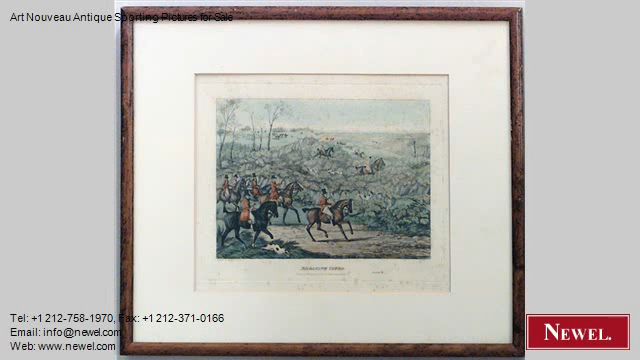 Art Nouveau Antique Sporting Pictures for Sale
Tel: +1 212-758-1970, Fax: +1 212-371-0166
Email: info@newel.com
Web: www.newel.com
NEWEL.